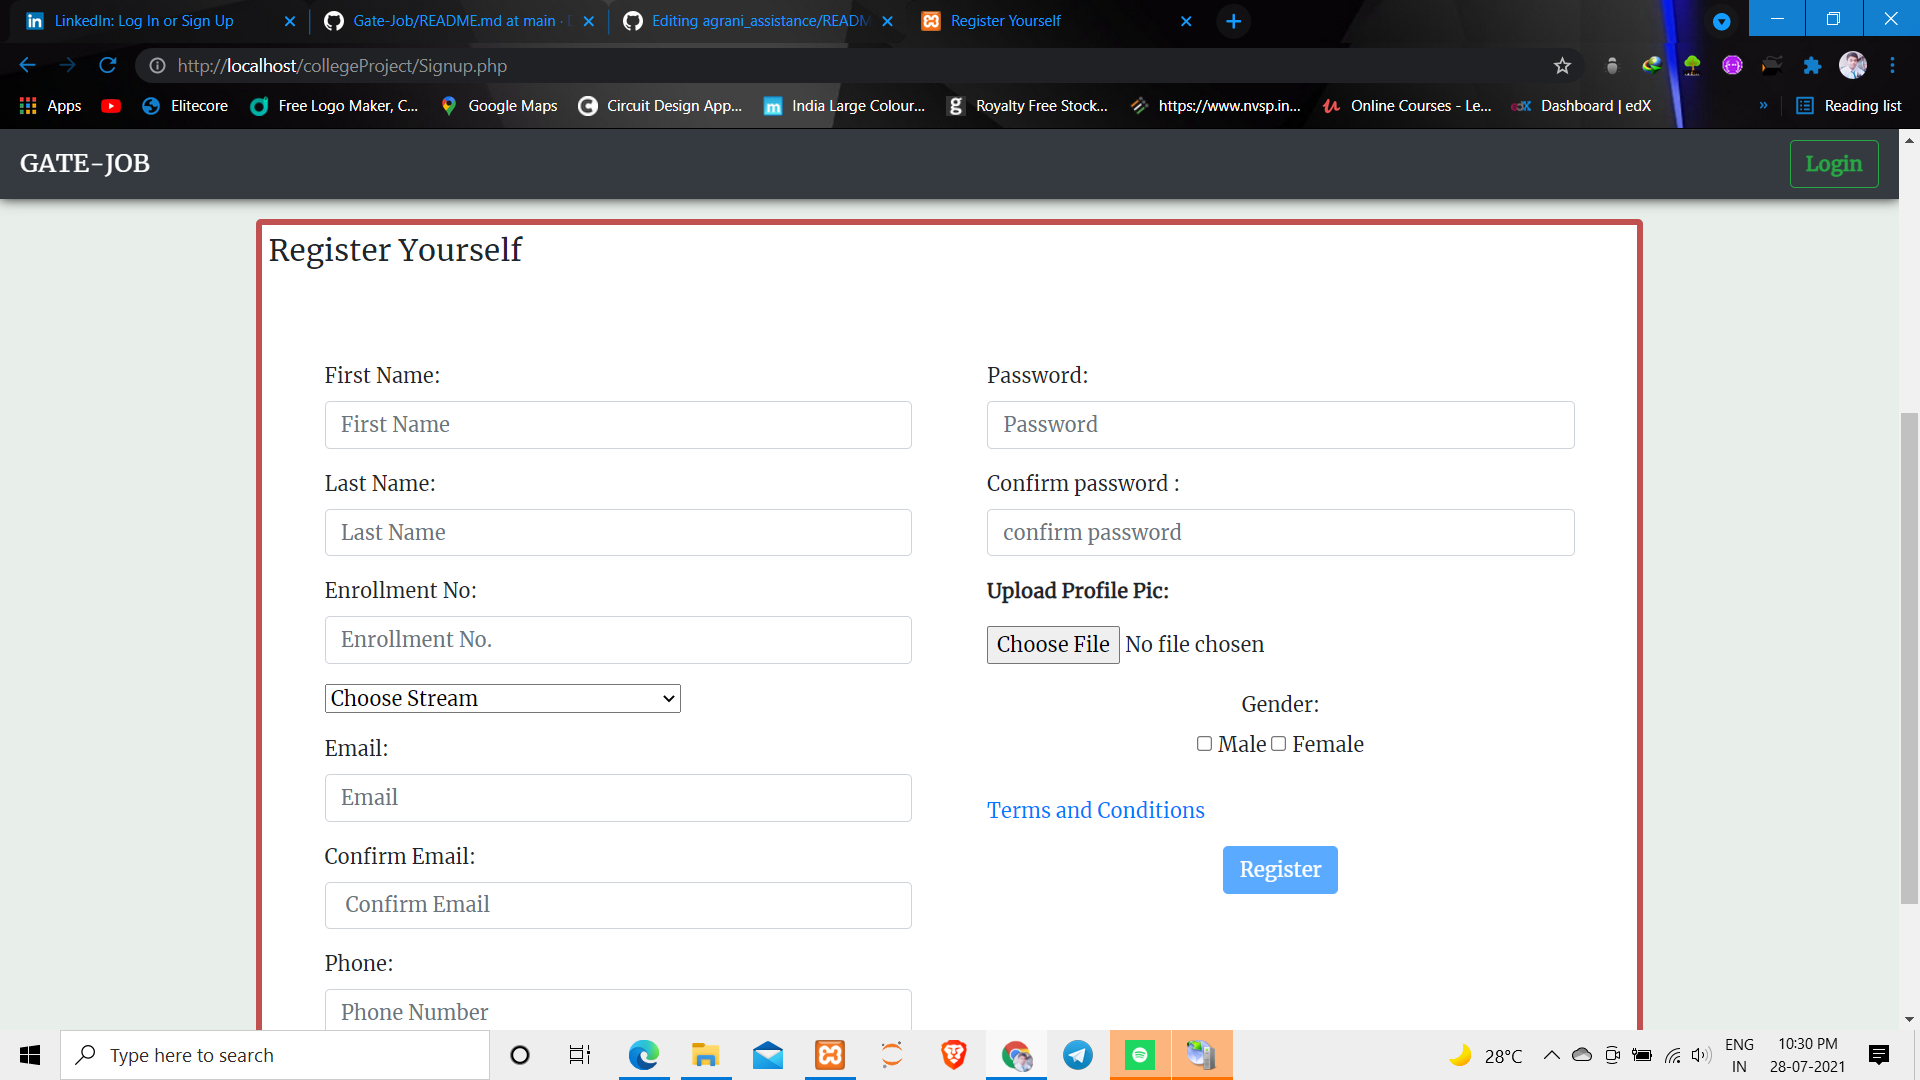 LinkedIn: Log In or Sign Up
Gate-Job/README.md at main ·
Editing agrani_assistance/READM
Register Yourself
http://localhost/collegeProject/Signup.php
Apps
Elitecore
Free Logo Maker, C...
Google Maps
Circuit Design App...
India Large Colour...
Royalty Free Stock...
https://www.nvsp.in...
Online Courses - Le...
Dashboard | edX
»
Reading list
GATE-JOB
Login
Register Yourself
First Name:
First Name
Last Name:
Last Name
Enrollment No:
Enrollment No.
Choose Stream
Email:
Email
Confirm Email:
Confirm Email
Phone:
Phone Number
Password:
Password
Confirm password :
confirm password
Upload Profile Pic:
Choose File No file chosen
Gender:
Male Female
Terms and Conditions
Register
Type here to search
28°C
ENG
IN
10:30 PM
28-07-2021